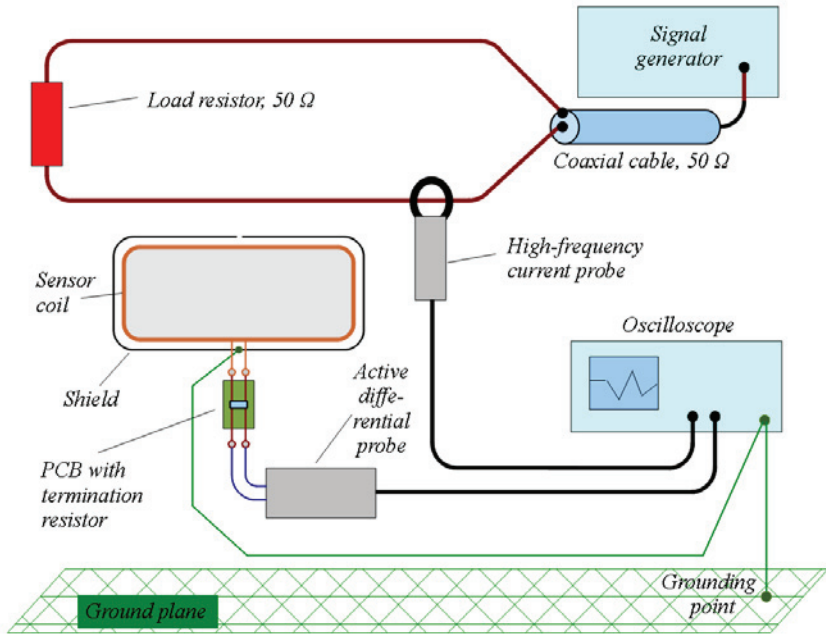 Signal
generator
Load resistor, 50 Ω
Coaxial cable, 50 Ω
High-frequency
current probe
Sensor
coil
Oscilloscope
Shield
Active
diffe-
rential
probe
PCB with
termination
resistor
Grounding
point
Ground plane